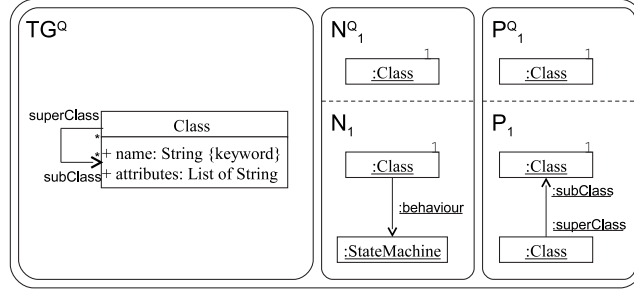 TG^Q
superClass
Class
*
*
+ name: String {keyword}
subClass
+ attributes: List of String
N^Q_1
1
:Class
N_1
1
:Class
:behaviour
:StateMachine
P^Q_1
1
:Class
P_1
1
:Class
:subClass
:superClass
:Class